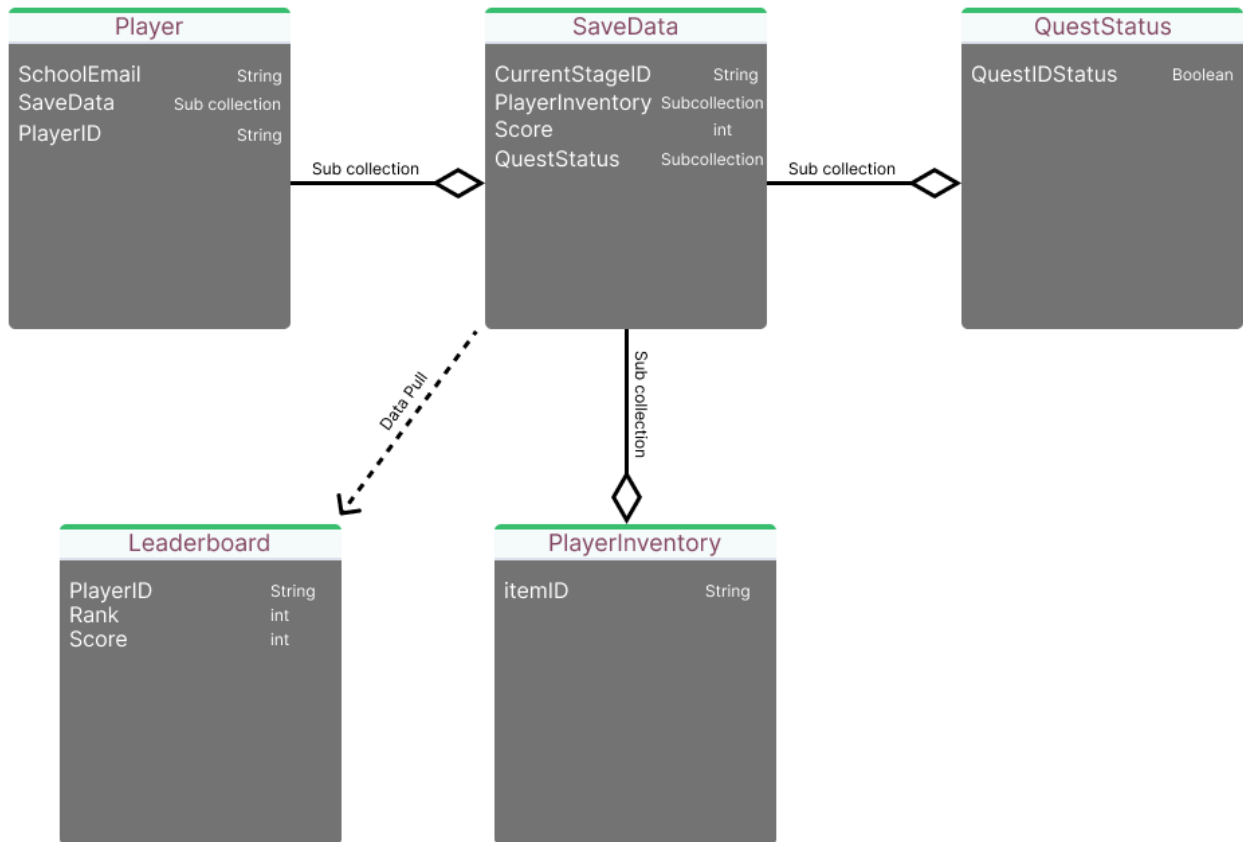 Player
SchoolEmail String
SaveData Sub collection
PlayerID String
Sub collection
SaveData
CurrentStageID String
PlayerInventory Subcollection
Score int
QuestStatus Subcollection
Sub collection
QuestStatus
QuestIDStatus Boolean
Data Pull
Sub collection
Leaderboard
PlayerID String
Rank int
Score int
PlayerInventory
itemID String